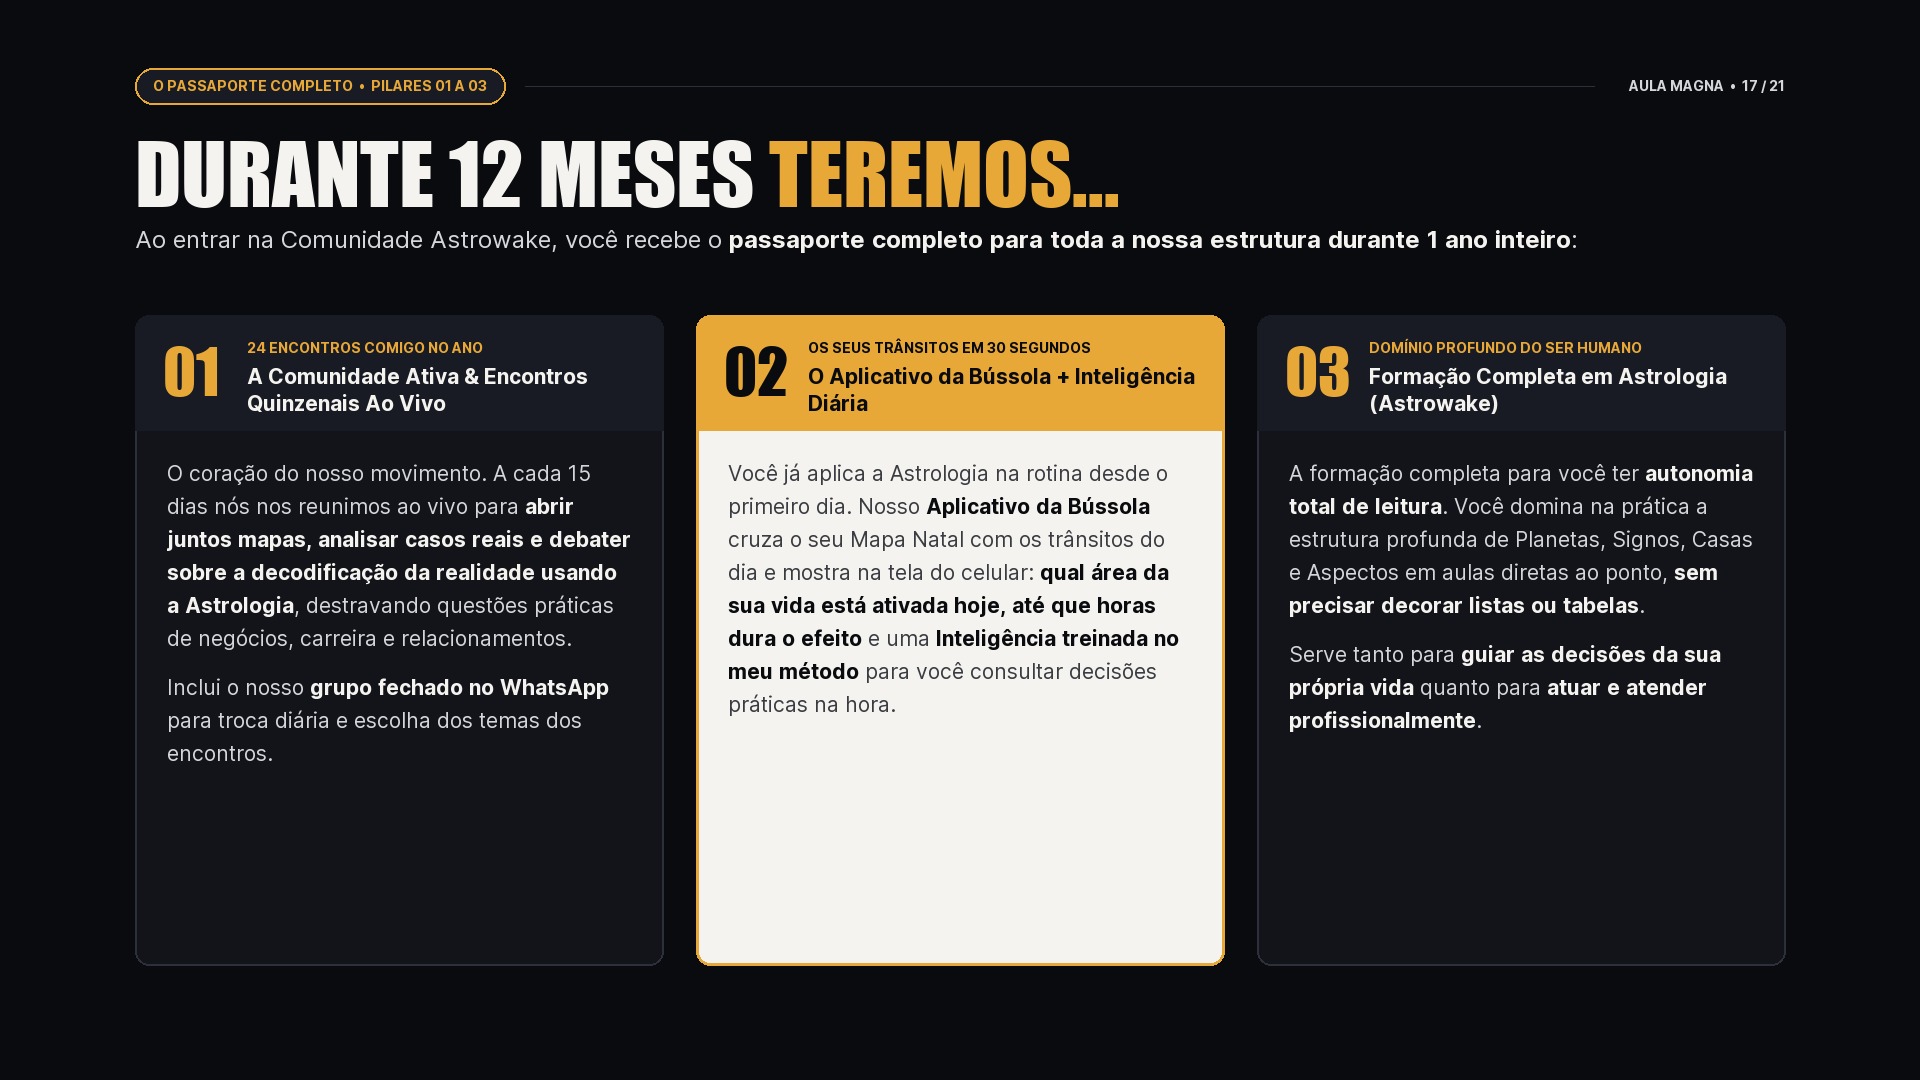 O PASSAPORTE COMPLETO • PILARES 01 A 03
AULA MAGNA • 17 / 21
DURANTE 12 MESES TEREMOS...
Ao entrar na Comunidade Astrowake, você recebe o passaporte completo para toda a nossa estrutura durante 1 ano inteiro:
01
24 ENCONTROS COMIGO NO ANO
A Comunidade Ativa & Encontros
Quinzenais Ao Vivo
O coração do nosso movimento. A cada 15
dias nós nos reunimos ao vivo para abrir
juntos mapas, analisar casos reais e debater
sobre a decodificação da realidade usando
a Astrologia, destravando questões práticas
de negócios, carreira e relacionamentos.
Inclui o nosso grupo fechado no WhatsApp
para troca diária e escolha dos temas dos
encontros.
02
OS SEUS TRÂNSITOS EM 30 SEGUNDOS
O Aplicativo da Bússola + Inteligência
Diária
Você já aplica a Astrologia na rotina desde o
primeiro dia. Nosso Aplicativo da Bússola
cruza o seu Mapa Natal com os trânsitos do
dia e mostra na tela do celular: qual área da
sua vida está ativada hoje, até que horas
dura o efeito e uma Inteligência treinada no
meu método para você consultar decisões
práticas na hora.
03
DOMÍNIO PROFUNDO DO SER HUMANO
Formação Completa em Astrologia
(Astrowake)
A formação completa para você ter autonomia
total de leitura. Você domina na prática a
estrutura profunda de Planetas, Signos, Casas
e Aspectos em aulas diretas ao ponto, sem
precisar decorar listas ou tabelas.
Serve tanto para guiar as decisões da sua
própria vida quanto para atuar e atender
profissionalmente.